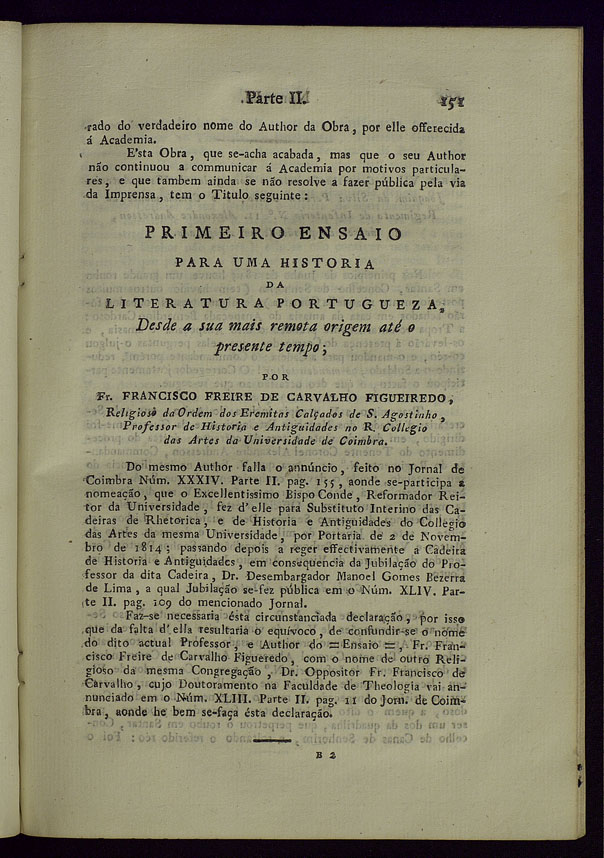 Parte II. 151
rado do verdadeiro nome do Author da Obra, por elle offerecida
á Academia.
E'sta Obra, que se-acha acabada, mas que o seu Author
não continuou a communicar á Academia por motivos particula-
res, e que tambem ainda se não resolve a fazer pública pela via
da Imprensa, tem o Titulo seguinte:
PRIMEIRO ENSAIO
PARA UMA HISTORIA
DA
LITERATURA PORTUGUEZA,
Desde a sua mais remota origem até o
presente tempo;
POR
Fr. FRANCISCO FREIRE DE CARVALHO FIGUEIREDO,
Religioso da Ordem dos Eremitas Calçados de S. Agostinho,
Professor de Historia e Antiguidades no R. Collegio
das Artes da Universidade de Coimbra.
Do mesmo Author falla o annúncio, feito no Jornal de
Coimbra Núm. XXXIV. Parte II. pag. 155, aonde se-participa a
nomeação, que o Excellentissimo Bispo Conde, Reformador Rei-
tor da Universidade, fez d'elle para Substituto Interino das Ca-
deiras de Rhetorica, e de Historia e Antiguidades do Collegio
das Artes da mesma Universidade, por Portaria de 2 de Novem-
bro de 1814; passando depois a reger effectivamente a Cadeira
de Historia e Antiguidades, em consequencia da Jubilação do Pro-
fessor da dita Cadeira, Dr. Desembargador Manoel Gomes Bezerra
de Lima, a qual Jubilação se-fez pública em o Núm. XLIV. Par-
te II. pag. 109 do mencionado Jornal.
Faz-se necessaria ésta circunstanciada declaração, por isso
que da falta d'ella resultaria o equívoco, de confundir-se o nome
do dito actual Professor, e Author do = Ensaio =, Fr. Fran-
cisco Freire de Carvalho Figueredo, com o nome de outro Reli-
gioso da mesma Congregação, Dr. Oppositor Fr. Francisco de
Carvalho, cujo Doutoramento na Faculdade de Theologia vai an-
nunciado em o Núm. XLIII. Parte II. pag. 11 do Jorn. de Coim-
bra, aonde he bem se-faça ésta declaração.
B 2